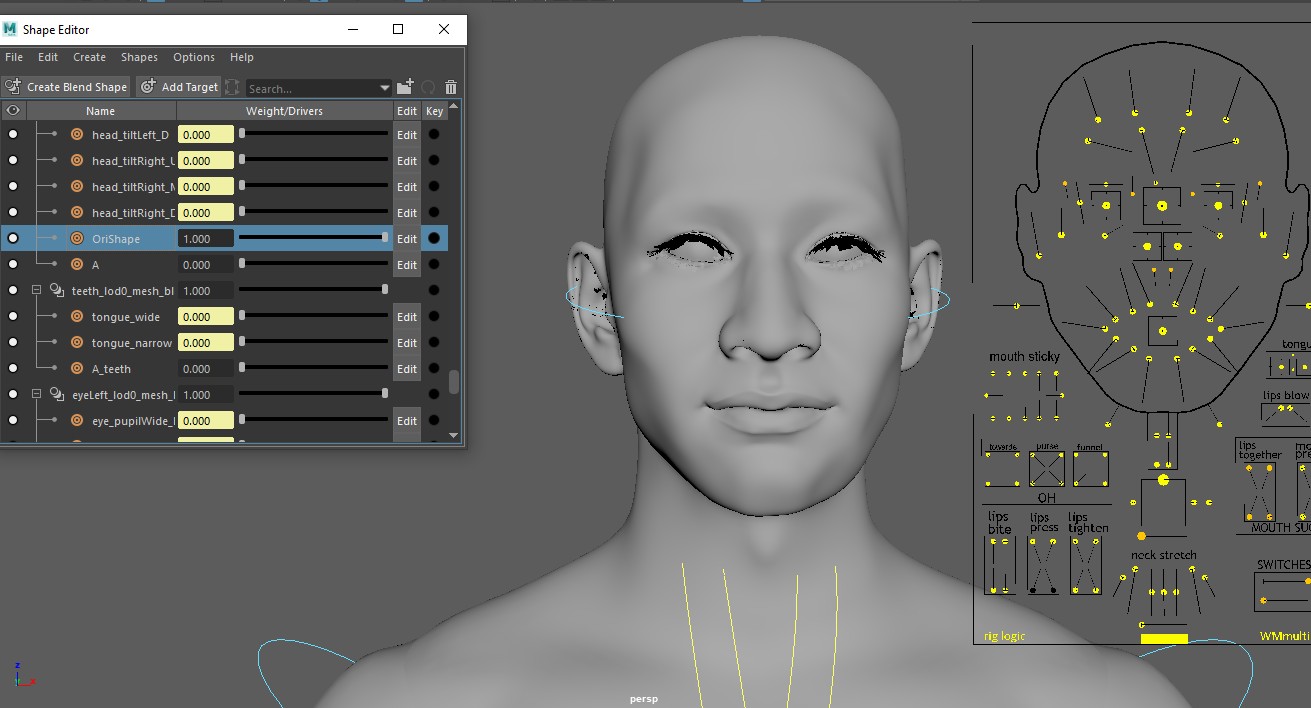 Shape Editor
File Edit Create Shapes Options Help
Create Blend Shape Add Target Search...
Name Weight/Drivers Edit Key
head_tiltLeft_D 0.000 Edit
head_tiltRight_U 0.000 Edit
head_tiltRight_M 0.000 Edit
head_tiltRight_D 0.000 Edit
OriShape 1.000 Edit
A 0.000 Edit
teeth_lod0_mesh_bl 1.000
tongue_wide 0.000 Edit
tongue_narrow 0.000 Edit
A_teeth 0.000 Edit
eyeLeft_lod0_mesh_ 1.000
eye_pupilWide_ 0.000 Edit
mouth sticky
tongu
lips blow
towards purse funnel
lips together
mo
pre
OH
lips bite
lips press
lips tighten
MOUTH SUC
neck stretch
SWITCHES
rig logic
WMmulti
persp
z
x